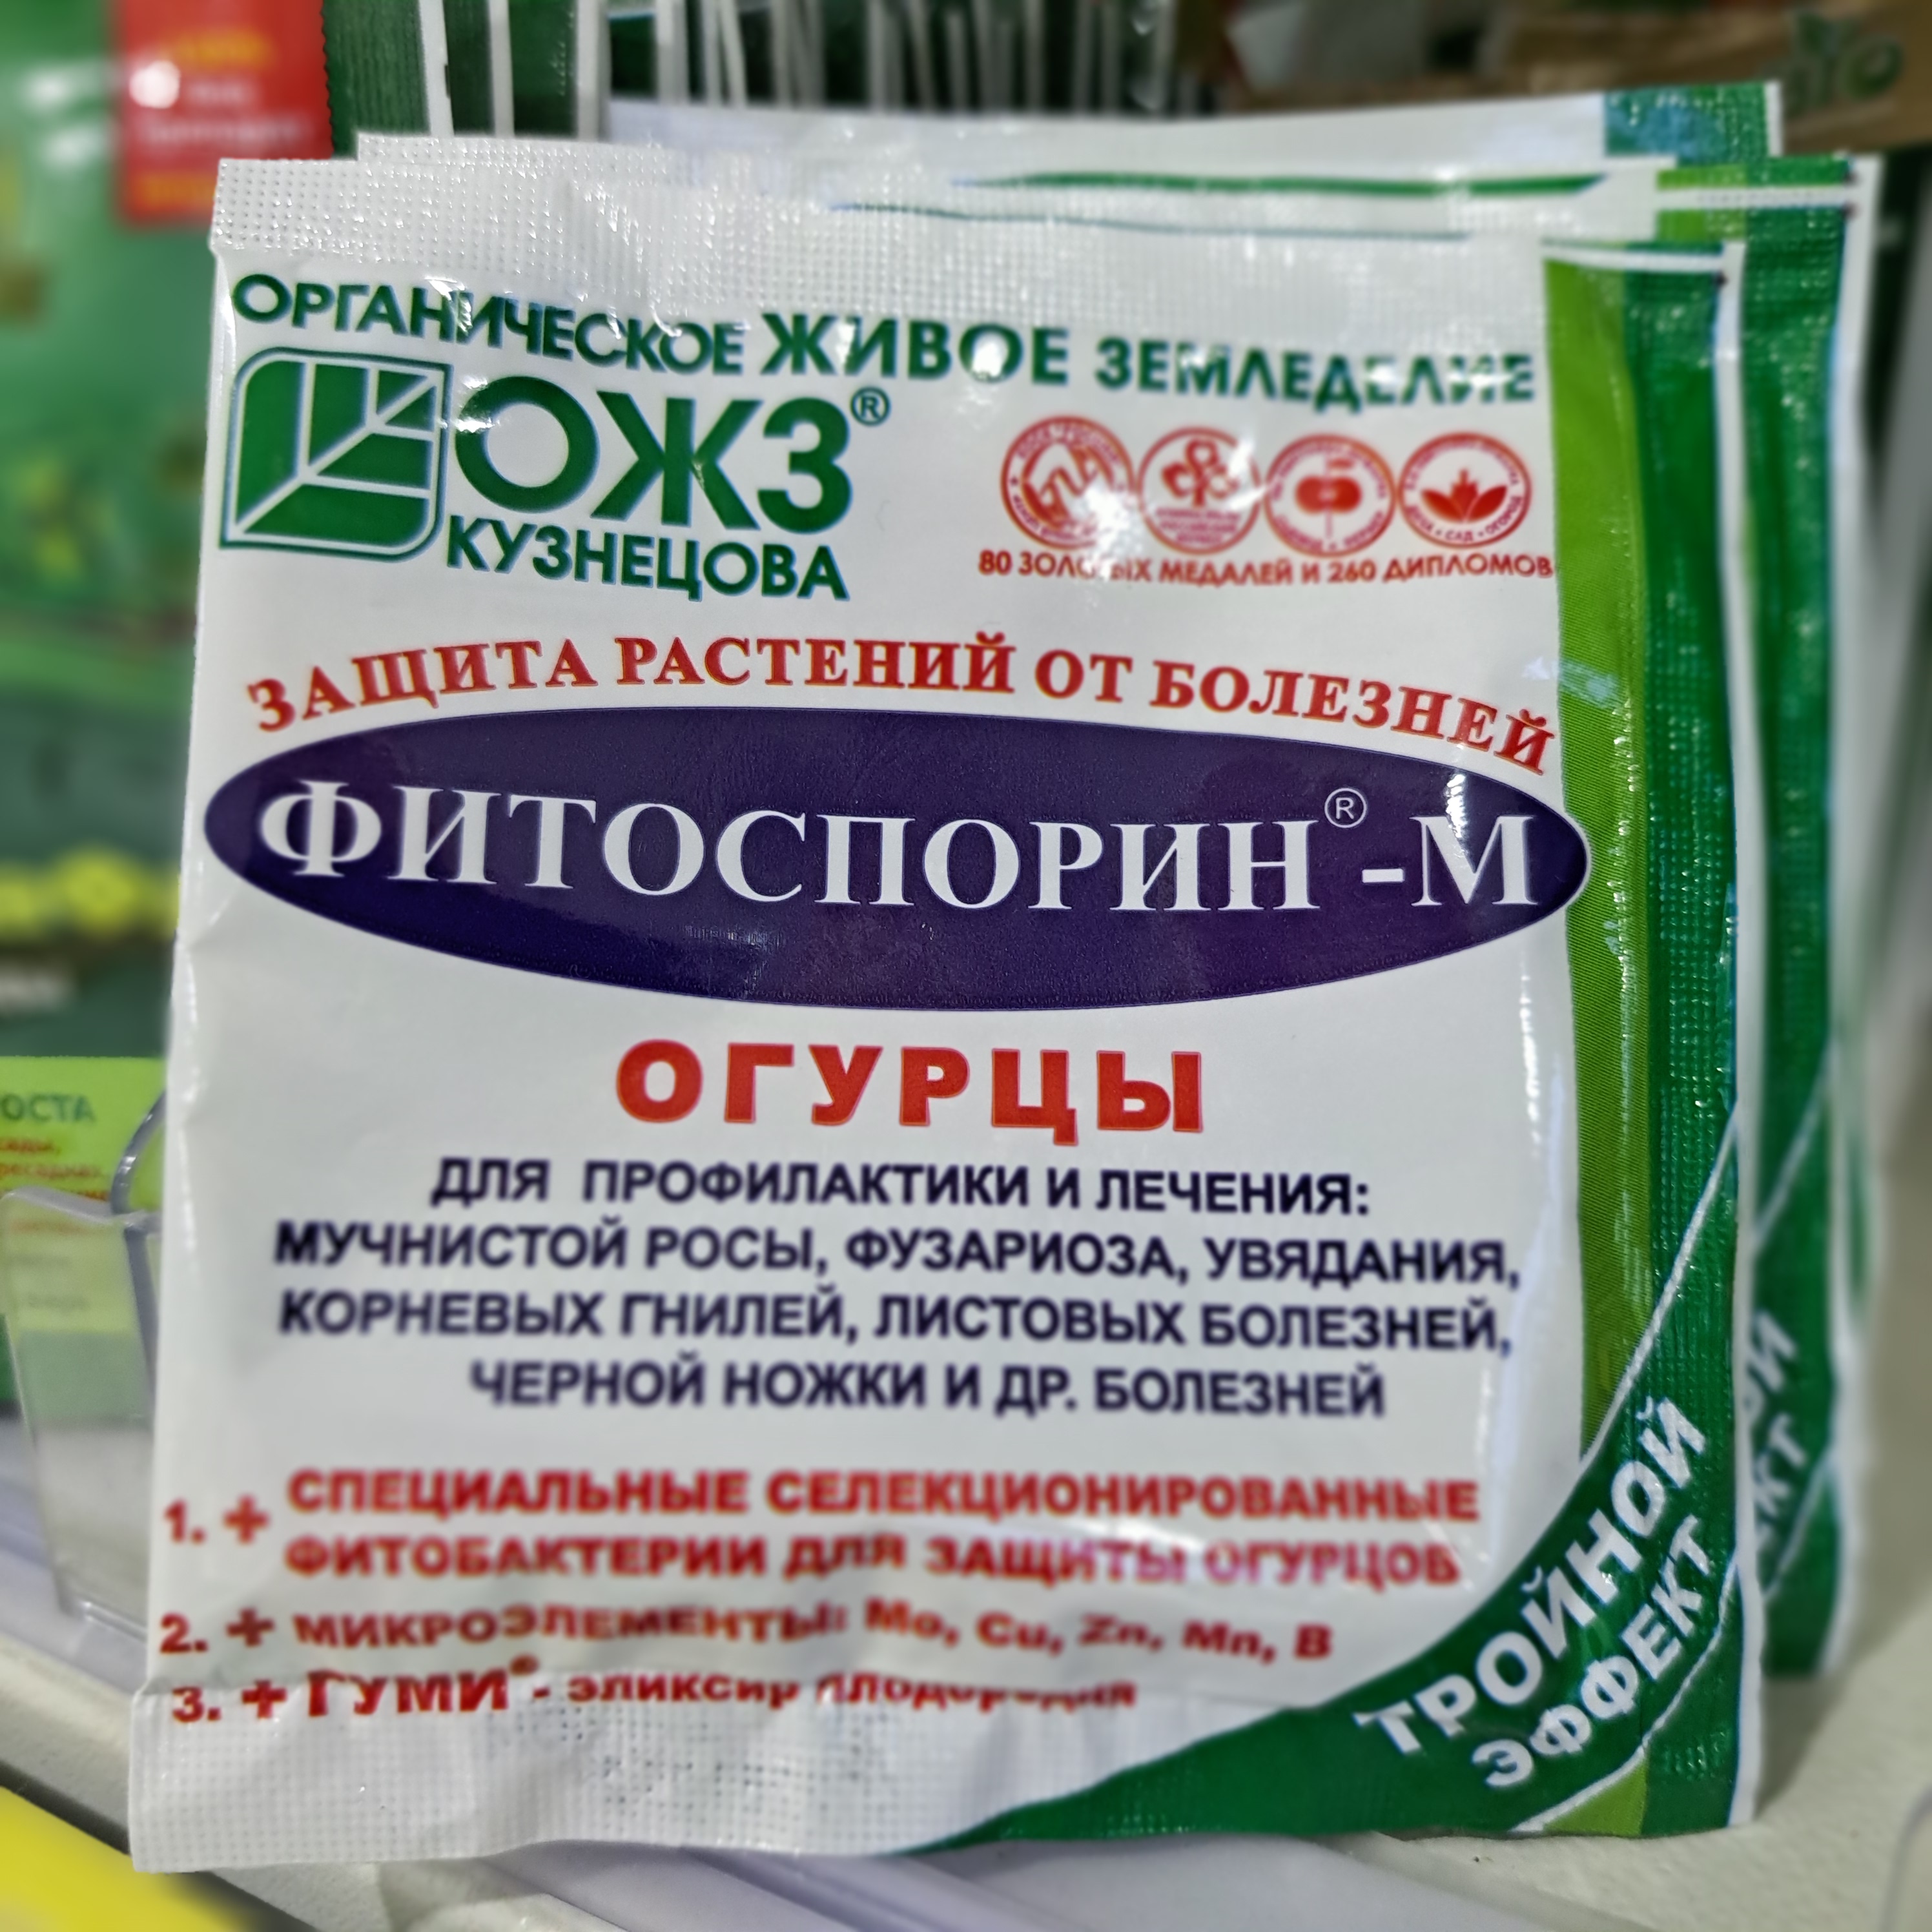 ОРГАНИЧЕСКОЕ ЖИВОЕ ЗЕМЛЕДЕЛИЕ
ОЖЗ®
КУЗНЕЦОВА
80 ЗОЛОТЫХ МЕДАЛЕЙ И 260 ДИПЛОМОВ
ЗАЩИТА РАСТЕНИЙ ОТ БОЛЕЗНЕЙ
ФИТОСПОРИН®-М
ОГУРЦЫ
ДЛЯ ПРОФИЛАКТИКИ И ЛЕЧЕНИЯ:
МУЧНИСТОЙ РОСЫ, ФУЗАРИОЗА, УВЯДАНИЯ,
КОРНЕВЫХ ГНИЛЕЙ, ЛИСТОВЫХ БОЛЕЗНЕЙ,
ЧЕРНОЙ НОЖКИ И ДР. БОЛЕЗНЕЙ
1. + СПЕЦИАЛЬНЫЕ СЕЛЕКЦИОНИРОВАННЫЕ
ФИТОБАКТЕРИИ ДЛЯ ЗАЩИТЫ ОГУРЦОВ
2. + МИКРОЭЛЕМЕНТЫ: Mo, Cu, Zn, Mn, B
3. + ГУМИ® - эликсир плодородия
ТРОЙНОЙ
ЭФФЕКТ